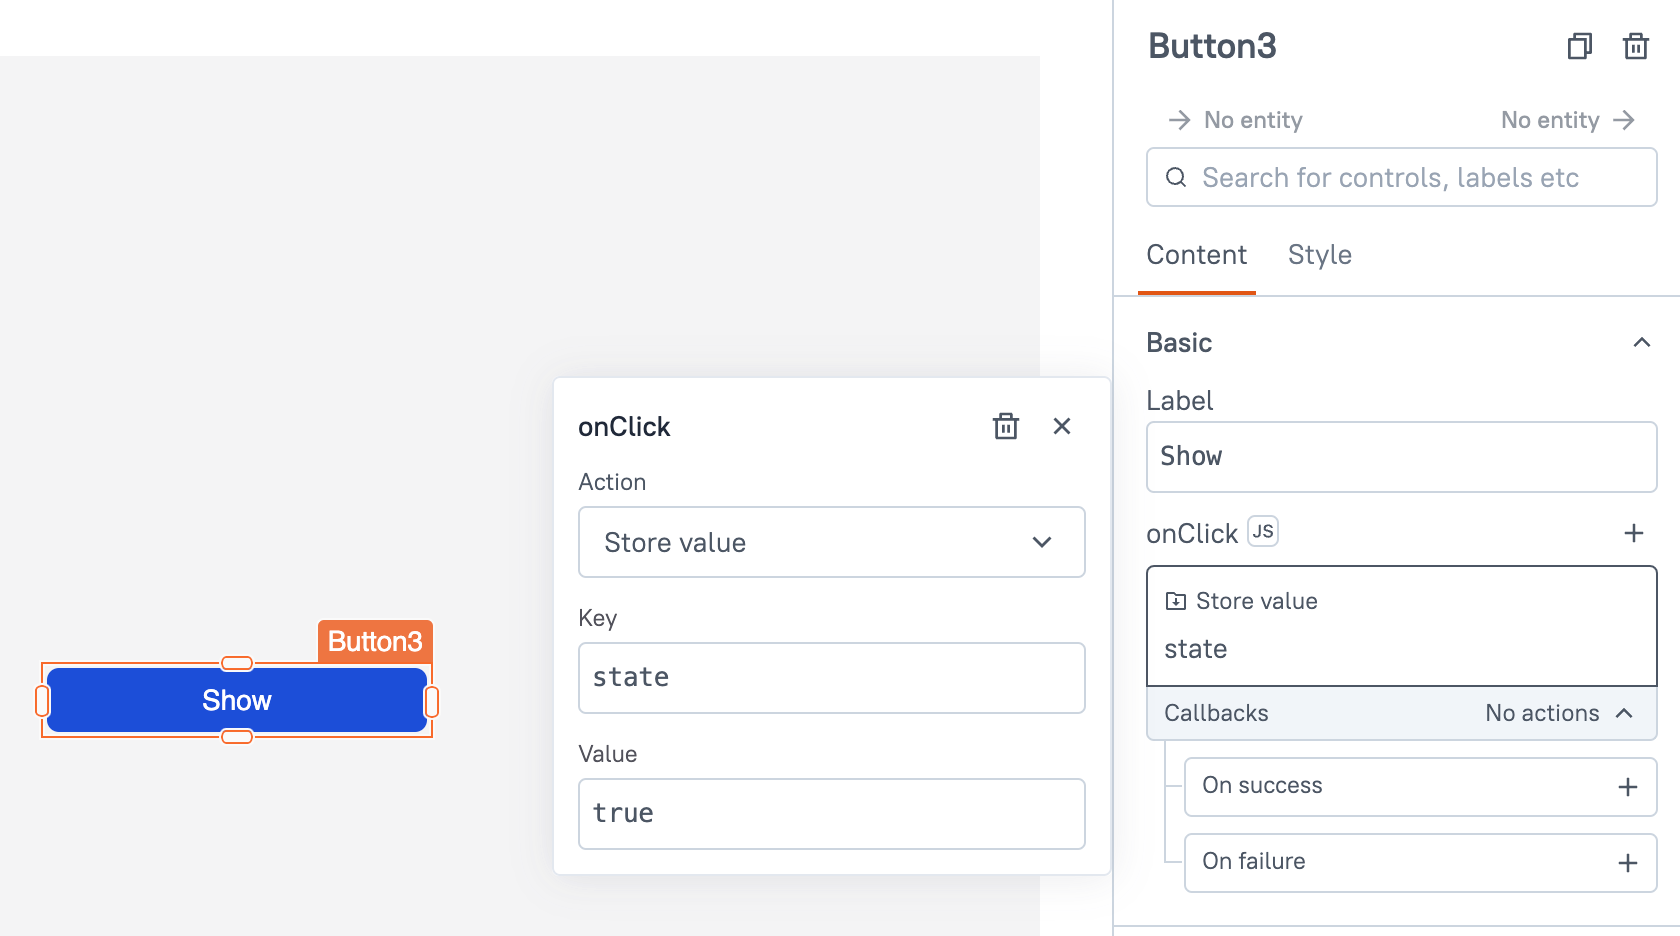 Button3
Show
onClick
Action
Store value
Key
state
Value
true
Button3
No entity
No entity
Search for controls, labels etc
Content
Style
Basic
Label
Show
onClick JS
Store value
state
Callbacks
No actions
On success
On failure